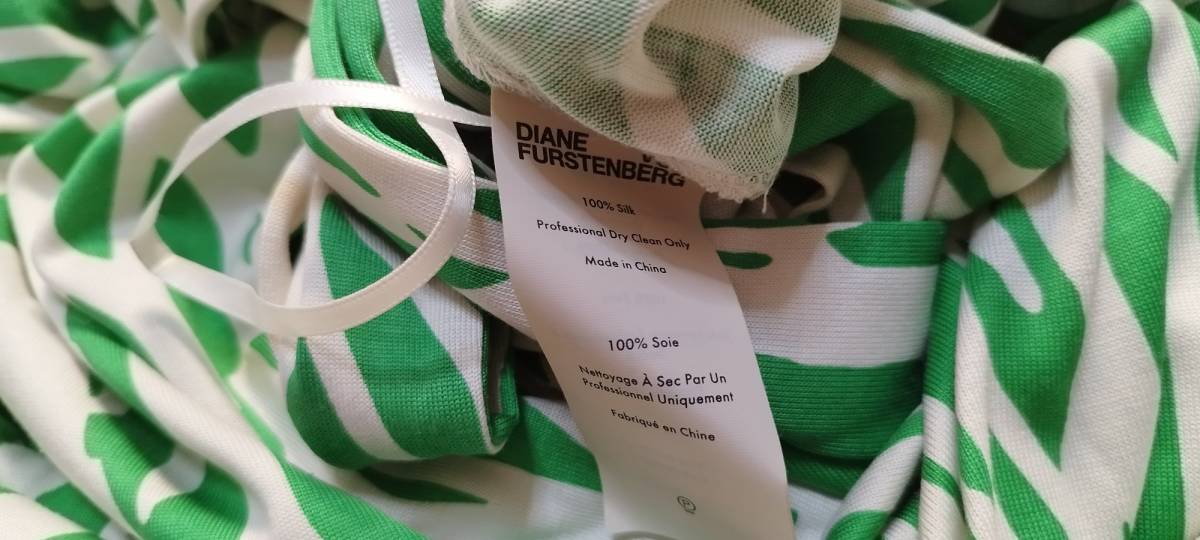 DIANE
FURSTENBERG
100% Silk
Professional Dry Clean Only
Made in China
100% Soie
Nettoyage À Sec Par Un
Professionnel Uniquement
Fabriqué en Chine
P